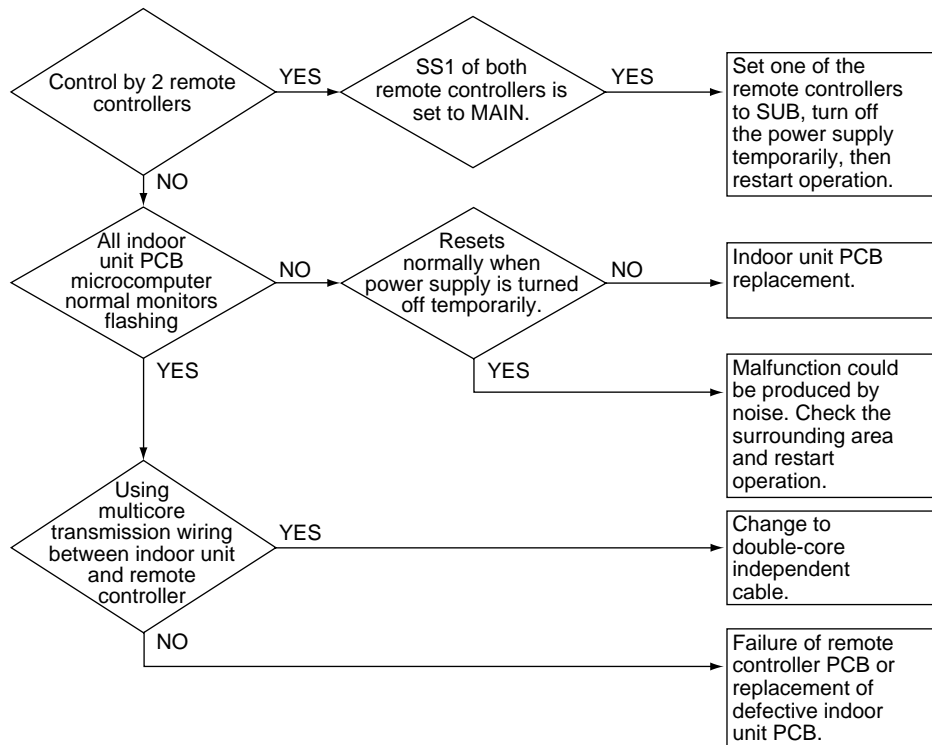 Control by 2 remote
controllers
YES
SS1 of both
remote controllers is
set to MAIN.
YES
Set one of the
remote controllers
to SUB, turn off
the power supply
temporarily, then
restart operation.
NO
All indoor
unit PCB
microcomputer
normal monitors
flashing
NO
Resets
normally when
power supply is turned
off temporarily.
NO
Indoor unit PCB
replacement.
YES
YES
Malfunction could
be produced by
noise. Check the
surrounding area
and restart
operation.
Using
multicore
transmission wiring
between indoor unit
and remote
controller
YES
Change to
double-core
independent
cable.
NO
Failure of remote
controller PCB or
replacement of
defective indoor
unit PCB.